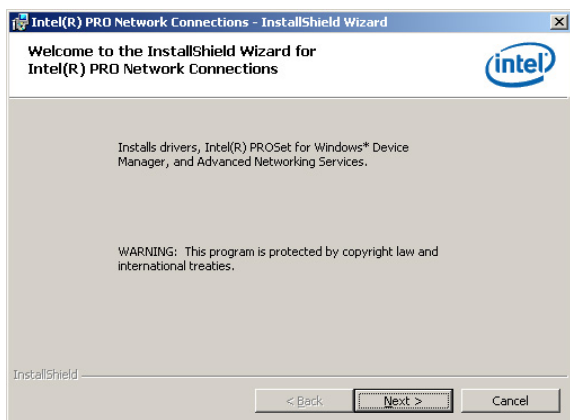 Intel(R) PRO Network Connections - InstallShield Wizard
Welcome to the InstallShield Wizard for
Intel(R) PRO Network Connections
intel
Installs drivers, Intel(R) PROSet for Windows* Device
Manager, and Advanced Networking Services.
WARNING: This program is protected by copyright law and
international treaties.
InstallShield
< Back
Next >
Cancel